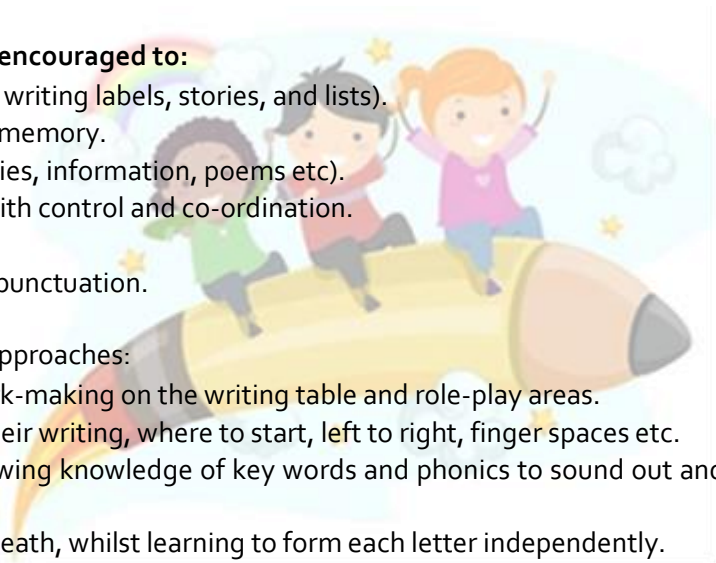 encouraged to:
writing labels, stories, and lists).
memory.
ies, information, poems etc).
ith control and co-ordination.
punctuation.
pproaches:
k-making on the writing table and role-play areas.
eir writing, where to start, left to right, finger spaces etc.
wing knowledge of key words and phonics to sound out and
eath, whilst learning to form each letter independently.